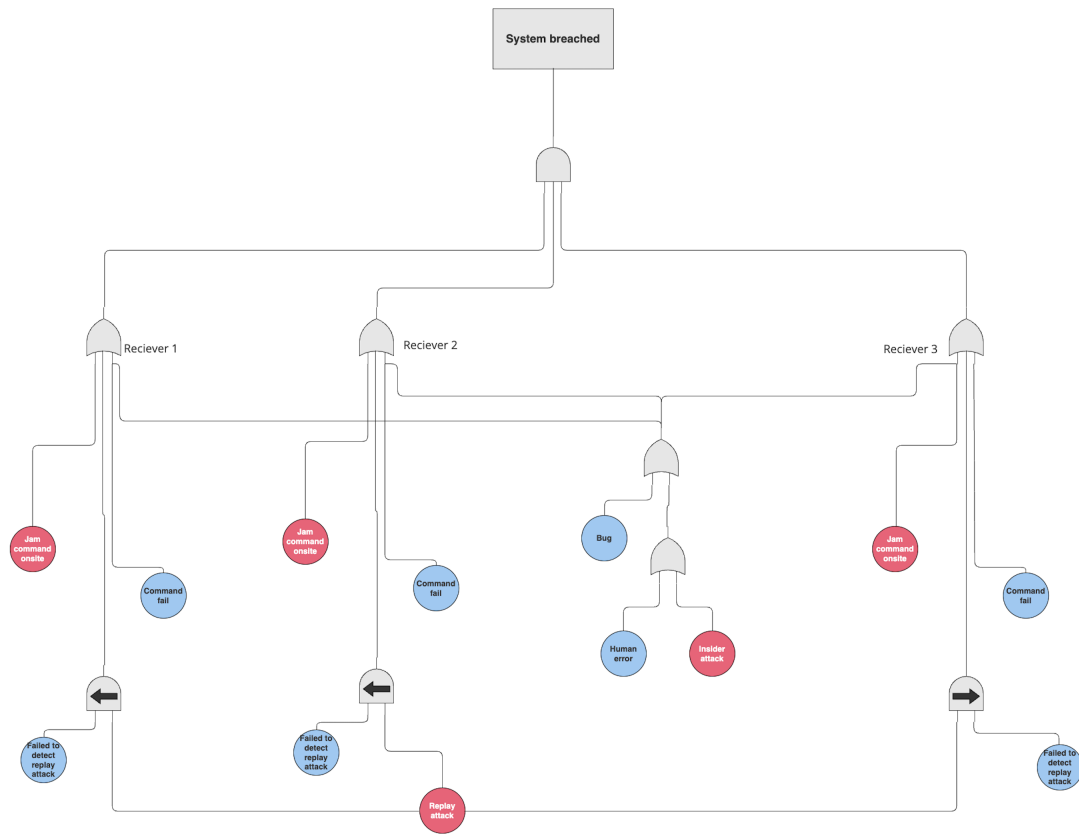 System breached
Reciever 1
Reciever 2
Reciever 3
Jam
command
onsite
Command
fail
Jam
command
onsite
Command
fail
Bug
Human
error
Insider
attack
Jam
command
onsite
Command
fail
Failed to
detect
replay
attack
Failed to
detect
replay
attack
Replay
attack
Failed to
detect
replay
attack